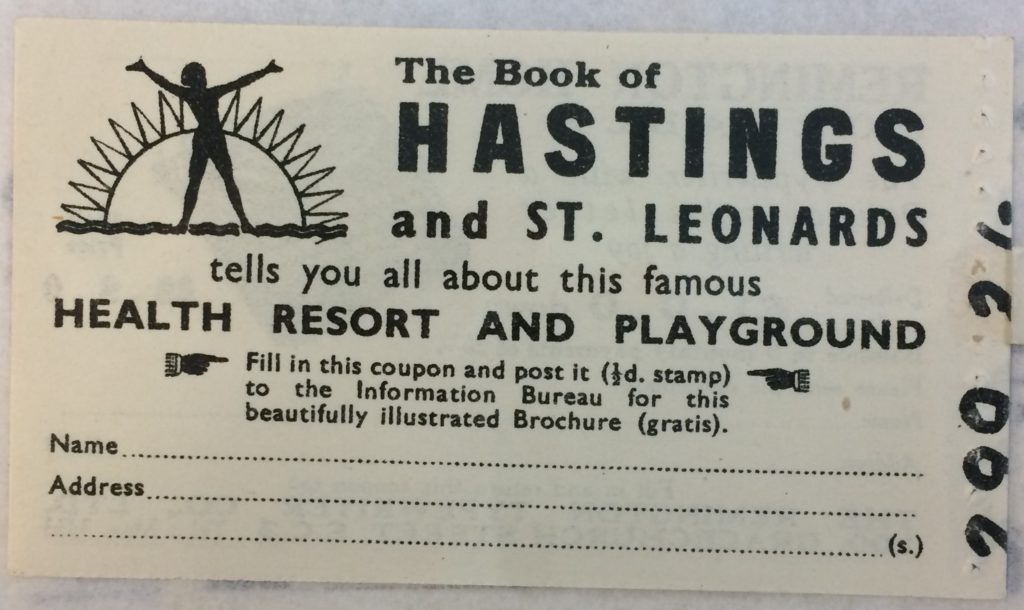 The Book of
HASTINGS
and ST. LEONARDS
tells you all about this famous
HEALTH RESORT AND PLAYGROUND
Fill in this coupon and post it (½d. stamp)
to the Information Bureau for this
beautifully illustrated Brochure (gratis).
Name
Address
(s.)